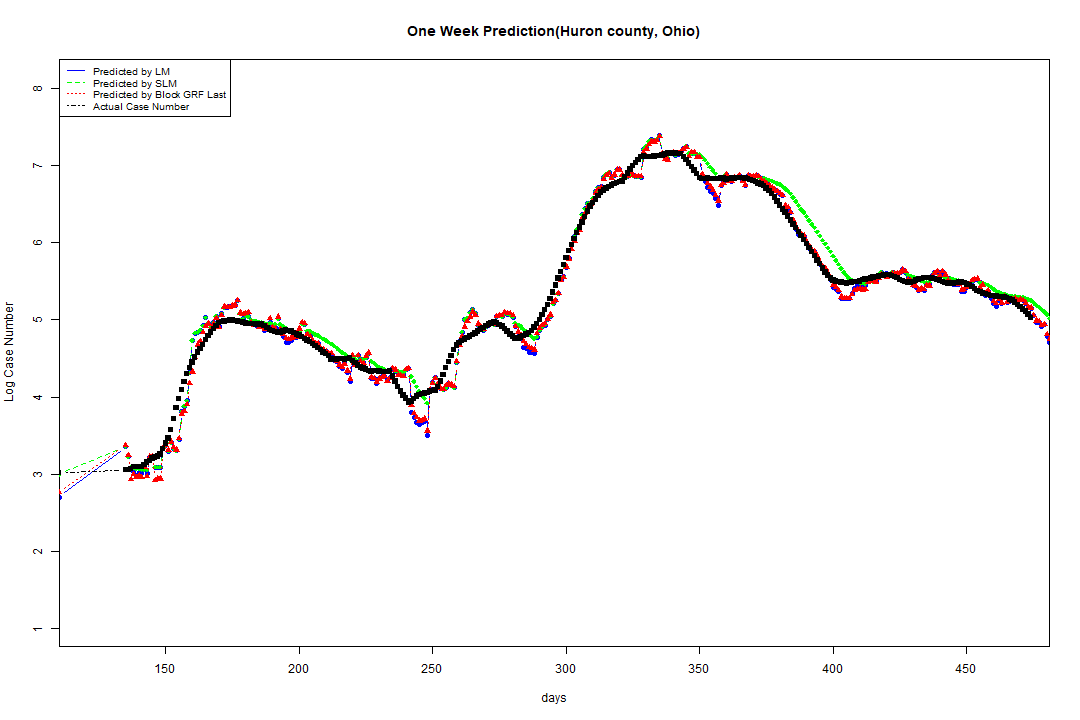 One Week Prediction(Huron county, Ohio)
Predicted by LM
Predicted by SLM
Predicted by Block GRF Last
Actual Case Number
8
7
6
5
4
3
2
1
Log Case Number
150 200 250 300 350 400 450
days